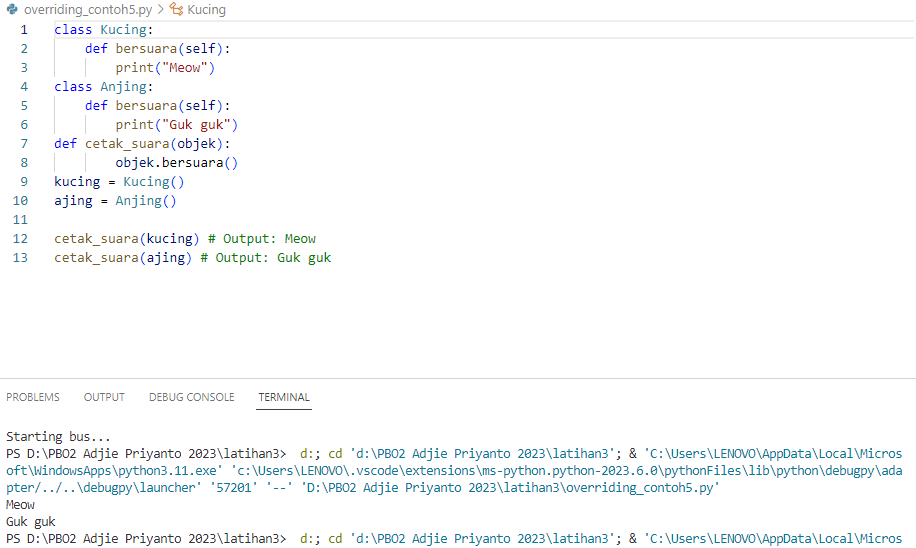 overriding_contoh5.py > Kucing
1 class Kucing:
2     def bersuara(self):
3         print("Meow")
4 class Anjing:
5     def bersuara(self):
6         print("Guk guk")
7 def cetak_suara(objek):
8         objek.bersuara()
9 kucing = Kucing()
10 ajing = Anjing()
11
12 cetak_suara(kucing) # Output: Meow
13 cetak_suara(ajing) # Output: Guk guk
PROBLEMS OUTPUT DEBUG CONSOLE TERMINAL
Starting bus...
PS D:\PBO2 Adjie Priyanto 2023\latihan3>  d:; cd 'd:\PBO2 Adjie Priyanto 2023\latihan3'; & 'C:\Users\LENOVO\AppData\Local\Micros
oft\WindowsApps\python3.11.exe' 'c:\Users\LENOVO\.vscode\extensions\ms-python.python-2023.6.0\pythonFiles\lib\python\debugpy\ada
pter/../..\debugpy\launcher' '57201' '--' 'D:\PBO2 Adjie Priyanto 2023\latihan3\overriding_contoh5.py'
Meow
Guk guk
PS D:\PBO2 Adjie Priyanto 2023\latihan3>  d:; cd 'd:\PBO2 Adjie Priyanto 2023\latihan3'; & 'C:\Users\LENOVO\AppData\Local\Micros